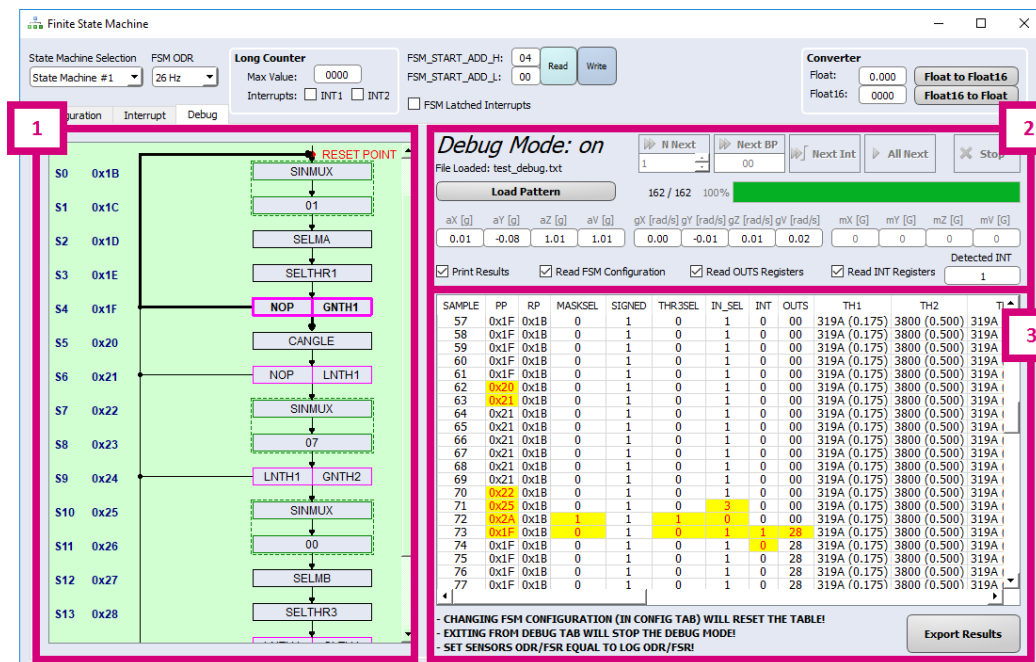 Finite State Machine
State Machine Selection FSM ODR Long Counter FSM_START_ADD_H: 04 Read Write Converter
State Machine #1 26 Hz Max Value: 0000 FSM_START_ADD_L: 00 Float: 0.000 Float to Float16
Interrupts: INT1 INT2 FSM Latched Interrupts Float16: 0000 Float16 to Float
Interrupt Debug
1
2
3
RESET POINT
S0 0x1B SINMUX
S1 0x1C 01
S2 0x1D SELMA
S3 0x1E SELTHR1
S4 0x1F NOP GNTH1
S5 0x20 CANGLE
S6 0x21 NOP LNTH1
S7 0x22 SINMUX
S8 0x23 07
S9 0x24 LNTH1 GNTH2
S10 0x25 SINMUX
S11 0x26 00
S12 0x27 SELMB
S13 0x28 SELTHR3
Debug Mode: on N Next Next BP Next Int All Next Stop
File Loaded: test_debug.txt 1 00
Load Pattern 162 / 162 100%
aX [g] aY [g] aZ [g] aV [g] gX [rad/s] gY [rad/s] gZ [rad/s] gV [rad/s] mX [G] mY [G] mZ [G] mV [G]
0.01 -0.08 1.01 1.01 0.00 -0.01 0.01 0.02 0 0 0 0
Detected INT
Print Results Read FSM Configuration Read OUTS Registers Read INT Registers 1
SAMPLE PP RP MASKSEL SIGNED THR3SEL IN_SEL INT OUTS TH1 TH2
57 0x1F 0x1B 0 1 0 1 0 00 319A (0.175) 3800 (0.500) 319A (
58 0x1F 0x1B 0 1 0 1 0 00 319A (0.175) 3800 (0.500) 319A (
59 0x1F 0x1B 0 1 0 1 0 00 319A (0.175) 3800 (0.500) 319A (
60 0x1F 0x1B 0 1 0 1 0 00 319A (0.175) 3800 (0.500) 319A (
61 0x1F 0x1B 0 1 0 1 0 00 319A (0.175) 3800 (0.500) 319A (
62 0x20 0x1B 0 1 0 1 0 00 319A (0.175) 3800 (0.500) 319A (
63 0x21 0x1B 0 1 0 1 0 00 319A (0.175) 3800 (0.500) 319A (
64 0x21 0x1B 0 1 0 1 0 00 319A (0.175) 3800 (0.500) 319A (
65 0x21 0x1B 0 1 0 1 0 00 319A (0.175) 3800 (0.500) 319A (
66 0x21 0x1B 0 1 0 1 0 00 319A (0.175) 3800 (0.500) 319A (
67 0x21 0x1B 0 1 0 1 0 00 319A (0.175) 3800 (0.500) 319A (
68 0x21 0x1B 0 1 0 1 0 00 319A (0.175) 3800 (0.500) 319A (
69 0x21 0x1B 0 1 0 1 0 00 319A (0.175) 3800 (0.500) 319A (
70 0x22 0x1B 0 1 0 1 0 00 319A (0.175) 3800 (0.500) 319A (
71 0x25 0x1B 0 1 0 3 0 00 319A (0.175) 3800 (0.500) 319A (
72 0x2A 0x1B 1 1 1 0 0 00 319A (0.175) 3800 (0.500) 319A (
73 0x1F 0x1B 0 1 0 1 1 28 319A (0.175) 3800 (0.500) 319A (
74 0x1F 0x1B 0 1 0 1 0 28 319A (0.175) 3800 (0.500) 319A (
75 0x1F 0x1B 0 1 0 1 0 28 319A (0.175) 3800 (0.500) 319A (
76 0x1F 0x1B 0 1 0 1 0 28 319A (0.175) 3800 (0.500) 319A (
77 0x1F 0x1B 0 1 0 1 0 28 319A (0.175) 3800 (0.500) 319A (
- CHANGING FSM CONFIGURATION (IN CONFIG TAB) WILL RESET THE TABLE!
- EXITING FROM DEBUG TAB WILL STOP THE DEBUG MODE!
- SET SENSORS ODR/FSR EQUAL TO LOG ODR/FSR!
Export Results